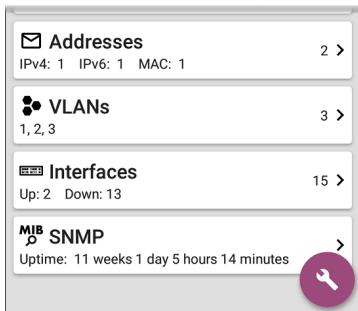 Addresses
2
IPv4: 1 IPv6: 1 MAC: 1
VLANs
3
1, 2, 3
Interfaces
15
Up: 2 Down: 13
MIB
SNMP
Uptime: 11 weeks 1 day 5 hours 14 minutes